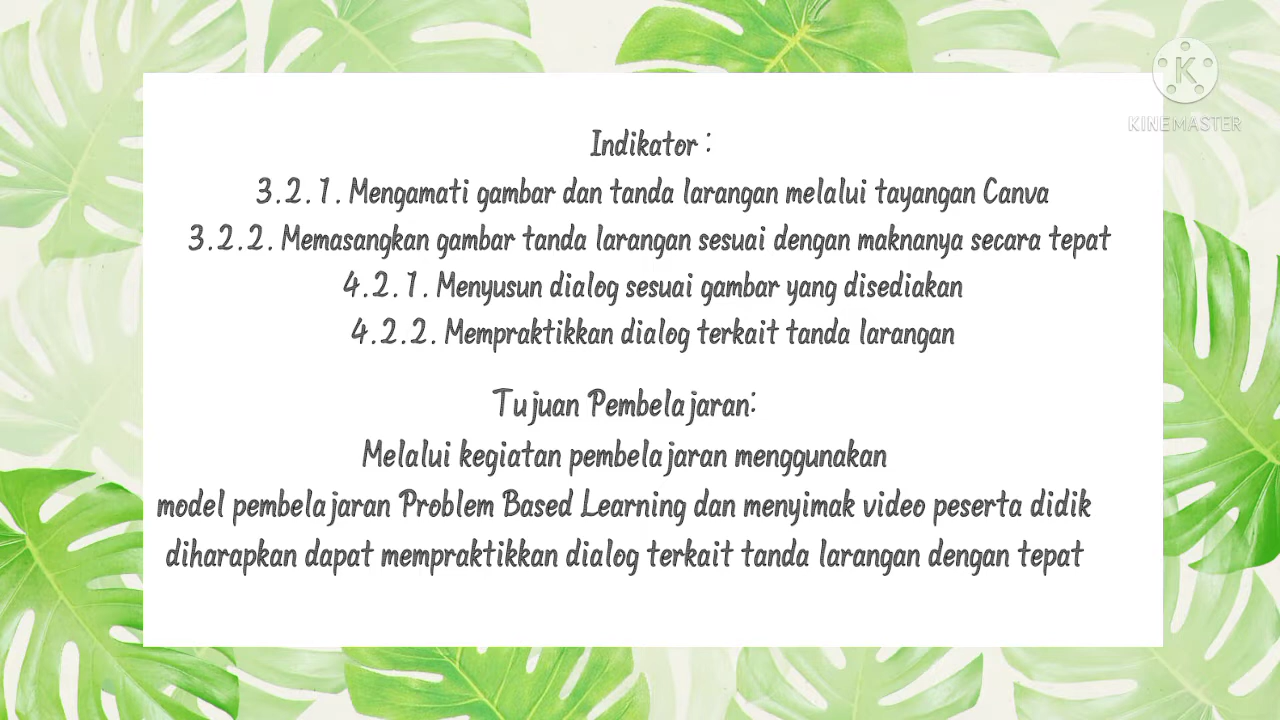 K
KINEMASTER
Indikator :
3.2.1. Mengamati gambar dan tanda larangan melalui tayangan Canva
3.2.2. Memasangkan gambar tanda larangan sesuai dengan maknanya secara tepat
4.2.1. Menyusun dialog sesuai gambar yang disediakan
4.2.2. Mempraktikkan dialog terkait tanda larangan
Tujuan Pembelajaran:
Melalui kegiatan pembelajaran menggunakan
model pembelajaran Problem Based Learning dan menyimak video peserta didik
diharapkan dapat mempraktikkan dialog terkait tanda larangan dengan tepat